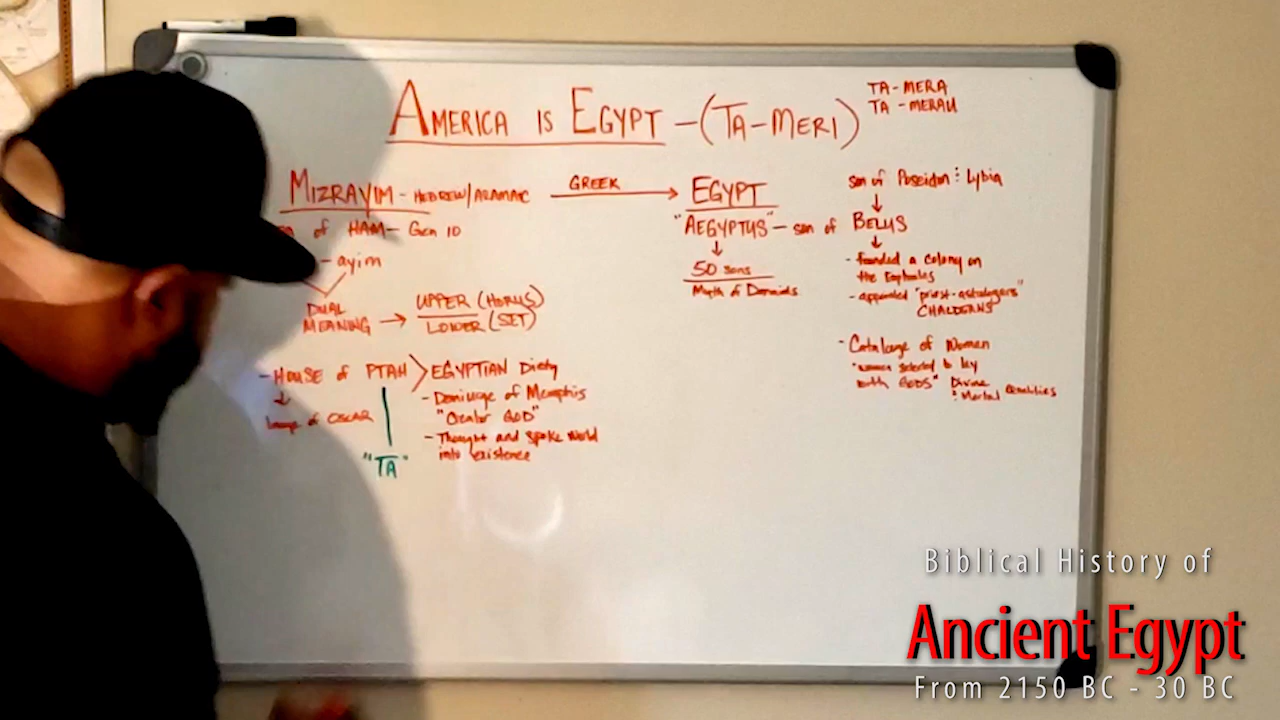 AMERICA IS EGYPT - (TA-MERI)
TA-MERA
TA-MERAU
MIZRAYIM - HEBREW/ARAMAIC
GREEK
EGYPT
of HAM - Gen 10
"AEGYPTUS" - son of BELUS
son of Poseidon : Lybia
50 sons
Myth of
- founded a colony on
the
- appointed "priest-astrologers"
CHALDEANS
- ayim
DUAL
MEANING
UPPER (HORUS)
LOWER (SET)
- HOUSE of PTAH > EGYPTIAN Diety
of OSCAR
"TA"
- Demiurge of Memphis
"Creator GOD"
- Thought and spoke world
into existence
- Catalouge of Women
"women selected to lay
with GODS" Divine
: Mortal Qualities
Biblical History of
Ancient Egypt
From 2150 BC - 30 BC